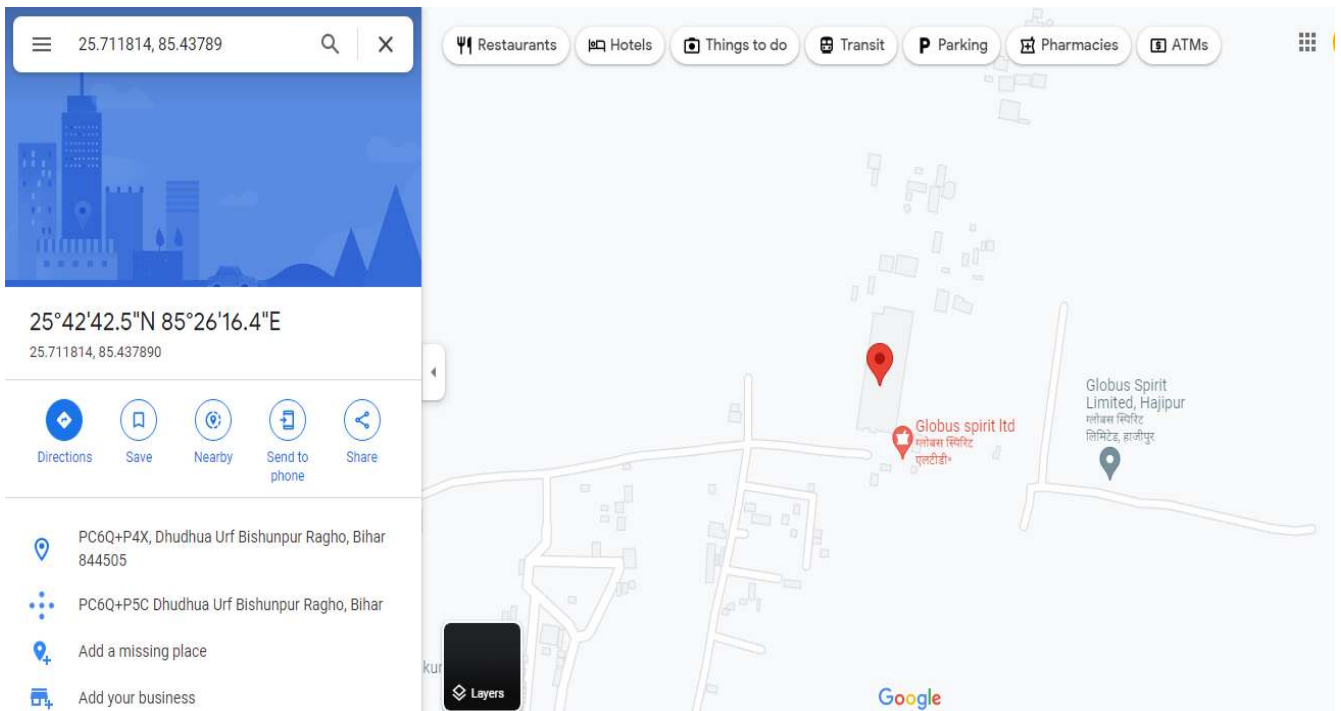 25.711814, 85.43789
Restaurants
Hotels
Things to do
Transit
P Parking
Pharmacies
ATMs
25°42'42.5"N 85°26'16.4"E
25.711814, 85.437890
Directions
Save
Nearby
Send to
phone
Share
PC6Q+P4X, Dhudhua Urf Bishunpur Ragho, Bihar
844505
PC6Q+P5C Dhudhua Urf Bishunpur Ragho, Bihar
Add a missing place
Add your business
Globus spirit ltd
ग्लोबस स्पिरिट
एलटीडी॰
Globus Spirit
Limited, Hajipur
ग्लोबस स्पिरिट
लिमिटेड, हाजीपुर
Layers
Google